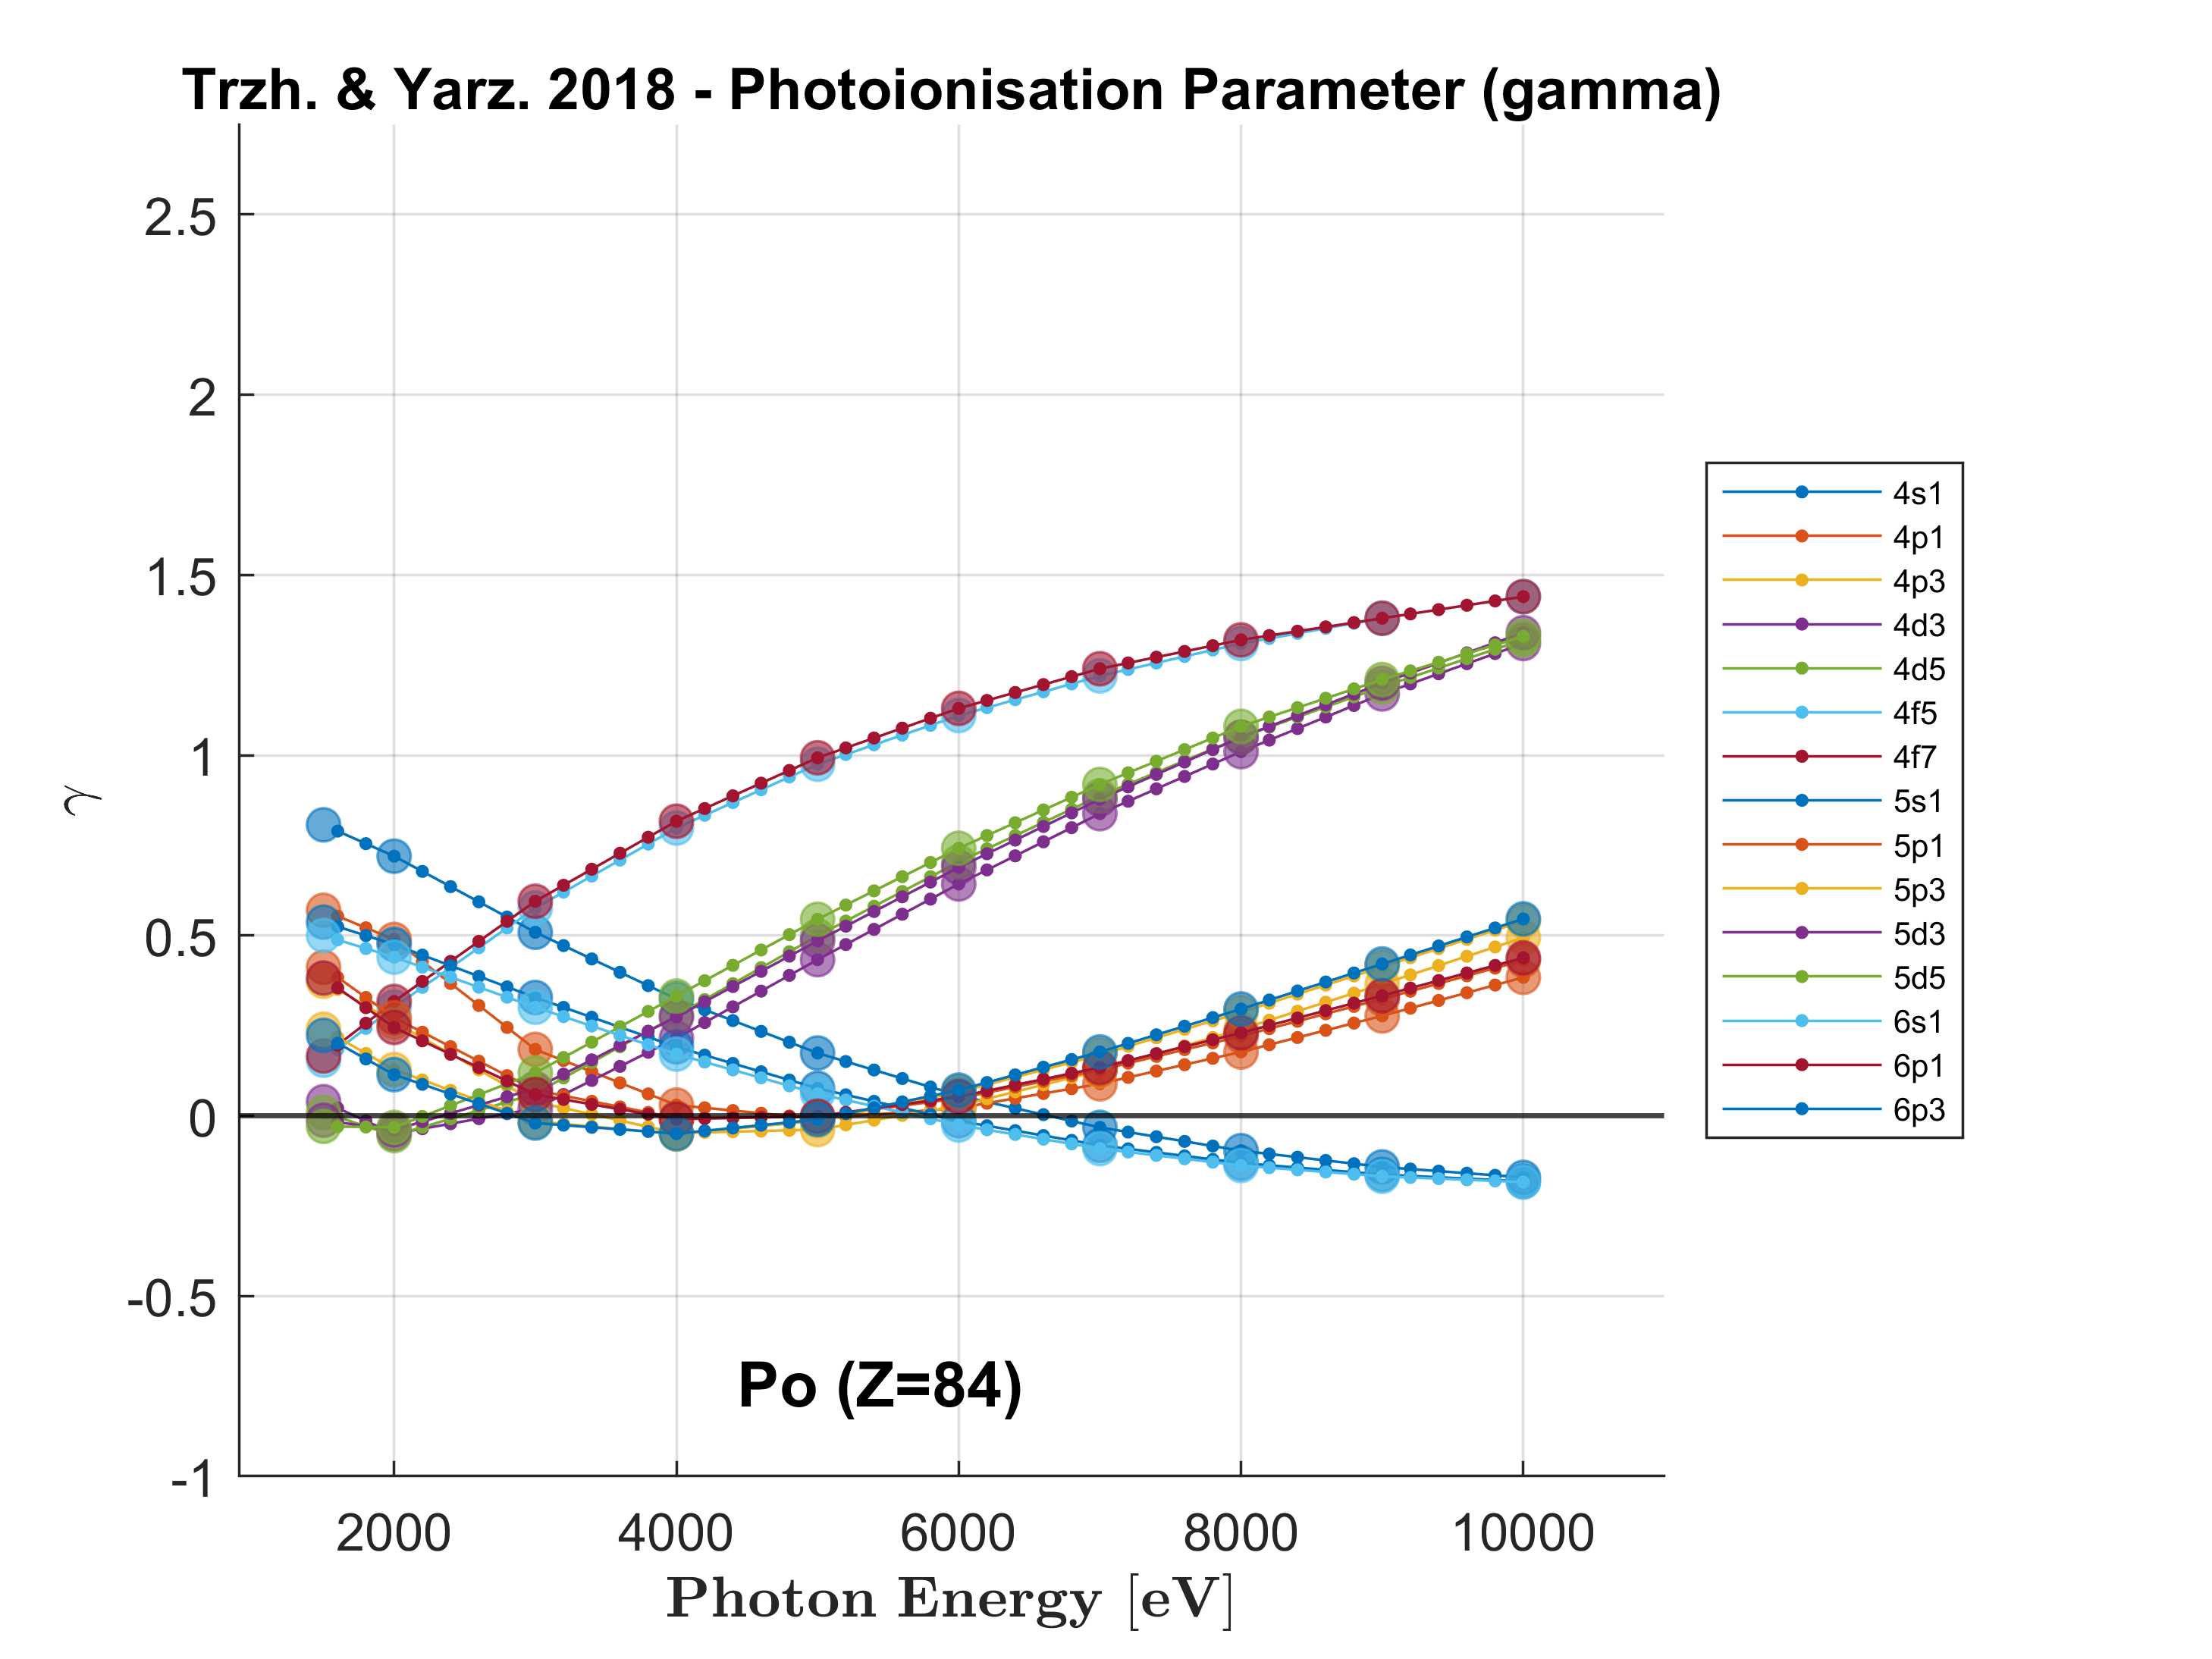 Trzh. & Yarz. 2018 - Photoionisation Parameter (gamma)
2.5
2
1.5
1
0.5
0
-0.5
-1
γ
2000 4000 6000 8000 10000
Photon Energy [eV]
Po (Z=84)
4s1
4p1
4p3
4d3
4d5
4f5
4f7
5s1
5p1
5p3
5d3
5d5
6s1
6p1
6p3